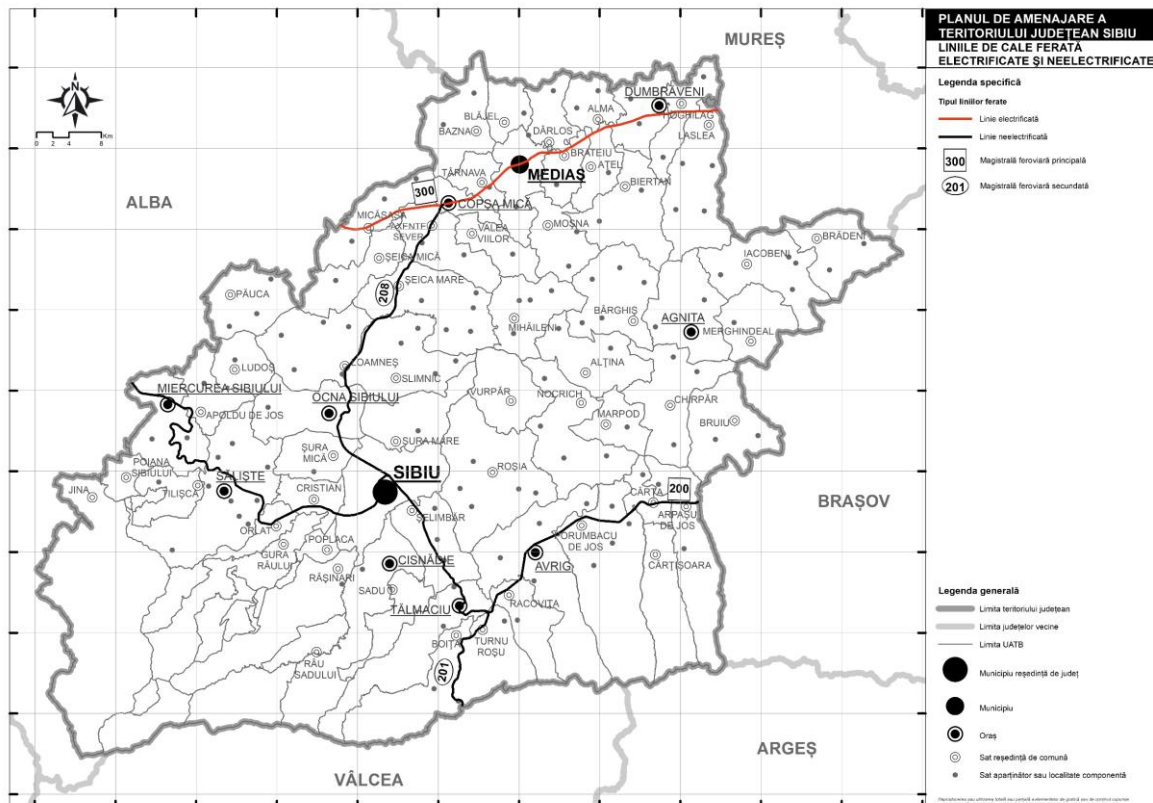 PLANUL DE AMENAJARE A
TERITORIULUI JUDEȚEAN SIBIU
LINIILE DE CALE FERATĂ
ELECTRIFICATE ȘI NEELECTRIFICATE
Legenda specifică
Tipul liniilor ferate
Linie electrificată
Linie neelectrificată
300 Magistrală feroviară principală
201 Magistrală feroviară secundată
MUREȘ
DUMBRĂVENI
ALMA
BLĂJEL
HOGHILAG
BAZNA
DÂRLOS
LASLEA
BRATEIU
AȚEL
MEDIAȘ
TÂRNAVA
BIERTAN
300
ALBA
COPȘA MICĂ
MICĂSASA
AXENTE
SEVER
VALEA
VIILOR
MOȘNA
BRĂDENI
IACOBENI
ȘEICA MICĂ
ȘEICA MARE
208
PĂUCA
BÂRGHIȘ
AGNITA
MIHĂILENI
MERGHINDEAL
LOAMNEȘ
LUDOȘ
ALȚINA
SLIMNIC
MIERCUREA SIBIULUI
OCNA SIBIULUI
VURPĂR
NOCRICH
CHIRPĂR
APOLDU DE JOS
MARPOD
BRUIU
ȘURA MARE
ȘURA
MICĂ
POIANA
SIBIULUI
SIBIU
ROȘIA
SĂLIȘTE
JINA
TILIȘCA
CRISTIAN
200
CÂRȚA
BRAȘOV
ARPAȘU
DE JOS
ȘELIMBĂR
ORLAT
PORUMBACU
DE JOS
POPLACA
GURA
RÂULUI
CISNĂDIE
AVRIG
CÂRȚIȘOARA
RĂȘINARI
SADU
RACOVIȚA
TĂLMACIU
BOIȚA
TURNU
ROȘU
RÂU
SADULUI
201
ARGEȘ
VÂLCEA
0 2 4 8 Km
Legenda generală
Limita teritoriului județean
Limita județelor vecine
Limita UATB
Municipiu reședință de județ
Municipiu
Oraș
Sat reședință de comună
Sat aparținător sau localitate componentă